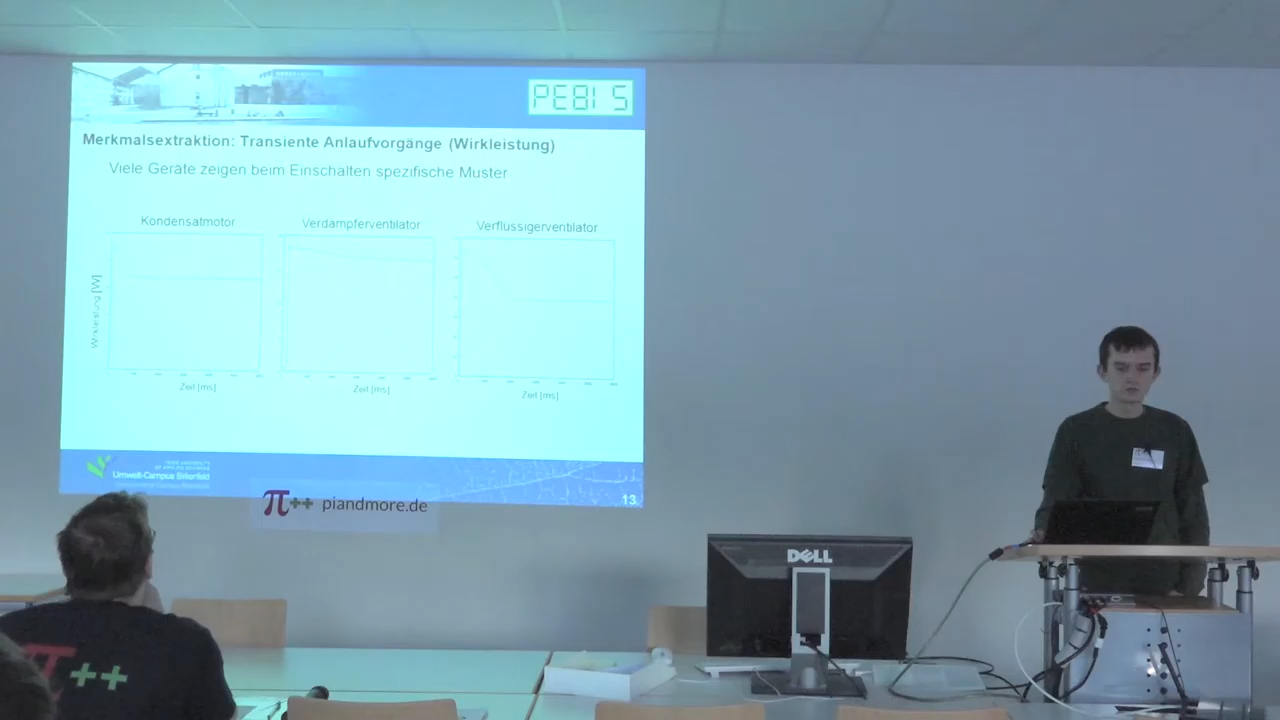 PEBI S
Merkmalsextraktion: Transiente Anlaufvorgänge (Wirkleistung)
Viele Geräte zeigen beim Einschalten spezifische Muster
Kondensatmotor
Verdampferventilator
Verflüssigerventilator
Wirkleistung [W]
Zeit [ms]
Zeit [ms]
Zeit [ms]
Umwelt-Campus Birkenfeld
13
π++ piandmore.de
DELL
π++